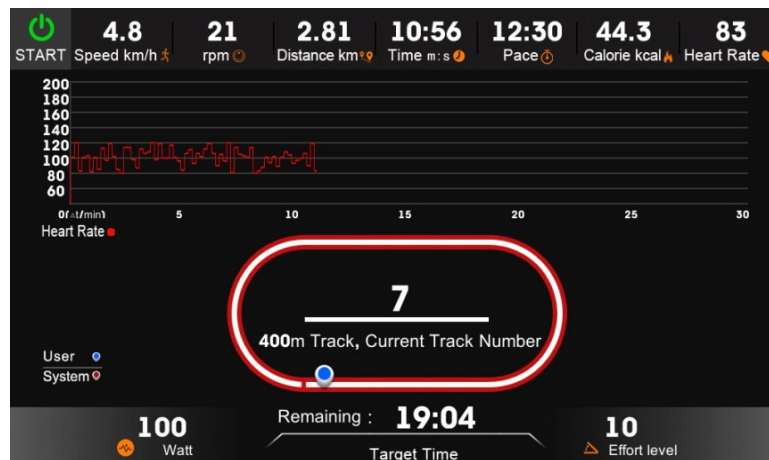 4.8 21 2.81 10:56 12:30 44.3 83
START Speed km/h rpm Distance km Time m:s Pace Calorie kcal Heart Rate
200
180
160
140
120
100
80
60
0(△t/min) 5 10 15 20 25 30
Heart Rate
7
400m Track, Current Track Number
User
System
100
Watt
Remaining : 19:04
Target Time
10
Effort level